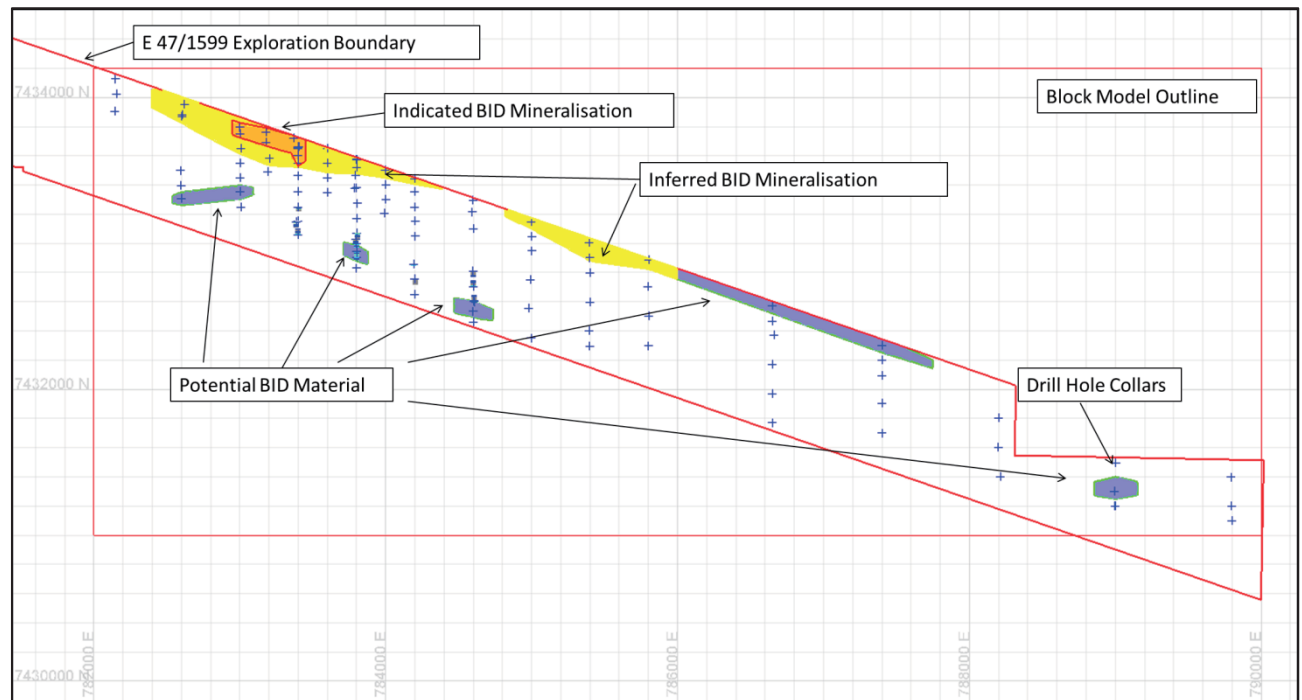 E 47/1599 Exploration Boundary
7434000 N
Block Model Outline
Indicated BID Mineralisation
Inferred BID Mineralisation
Potential BID Material
7432000 N
Drill Hole Collars
7430000 N
782000 E
784000 E
786000 E
788000 E
790000 E